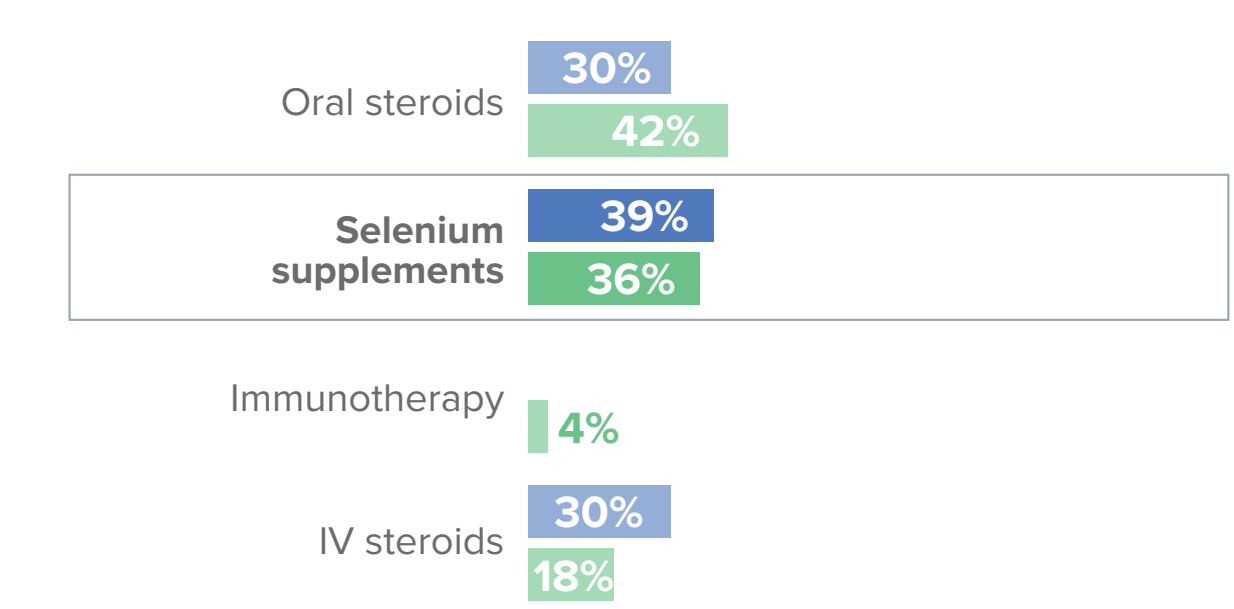 Oral steroids
30%
42%
Selenium
supplements
39%
36%
Immunotherapy
4%
IV steroids
30%
18%